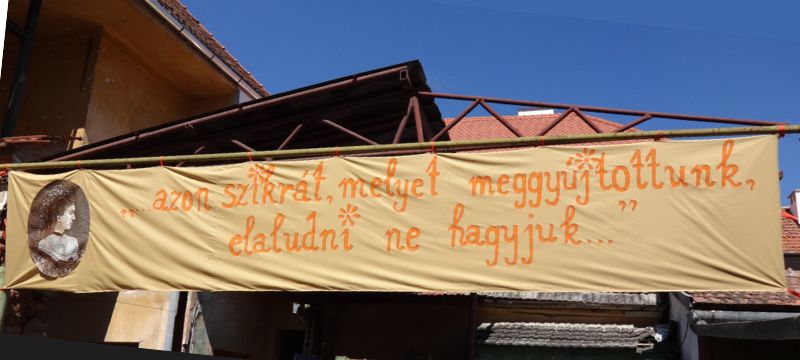 „...azon szikrát, melyet meggyújtottunk,
elaludni ne hagyjuk..."